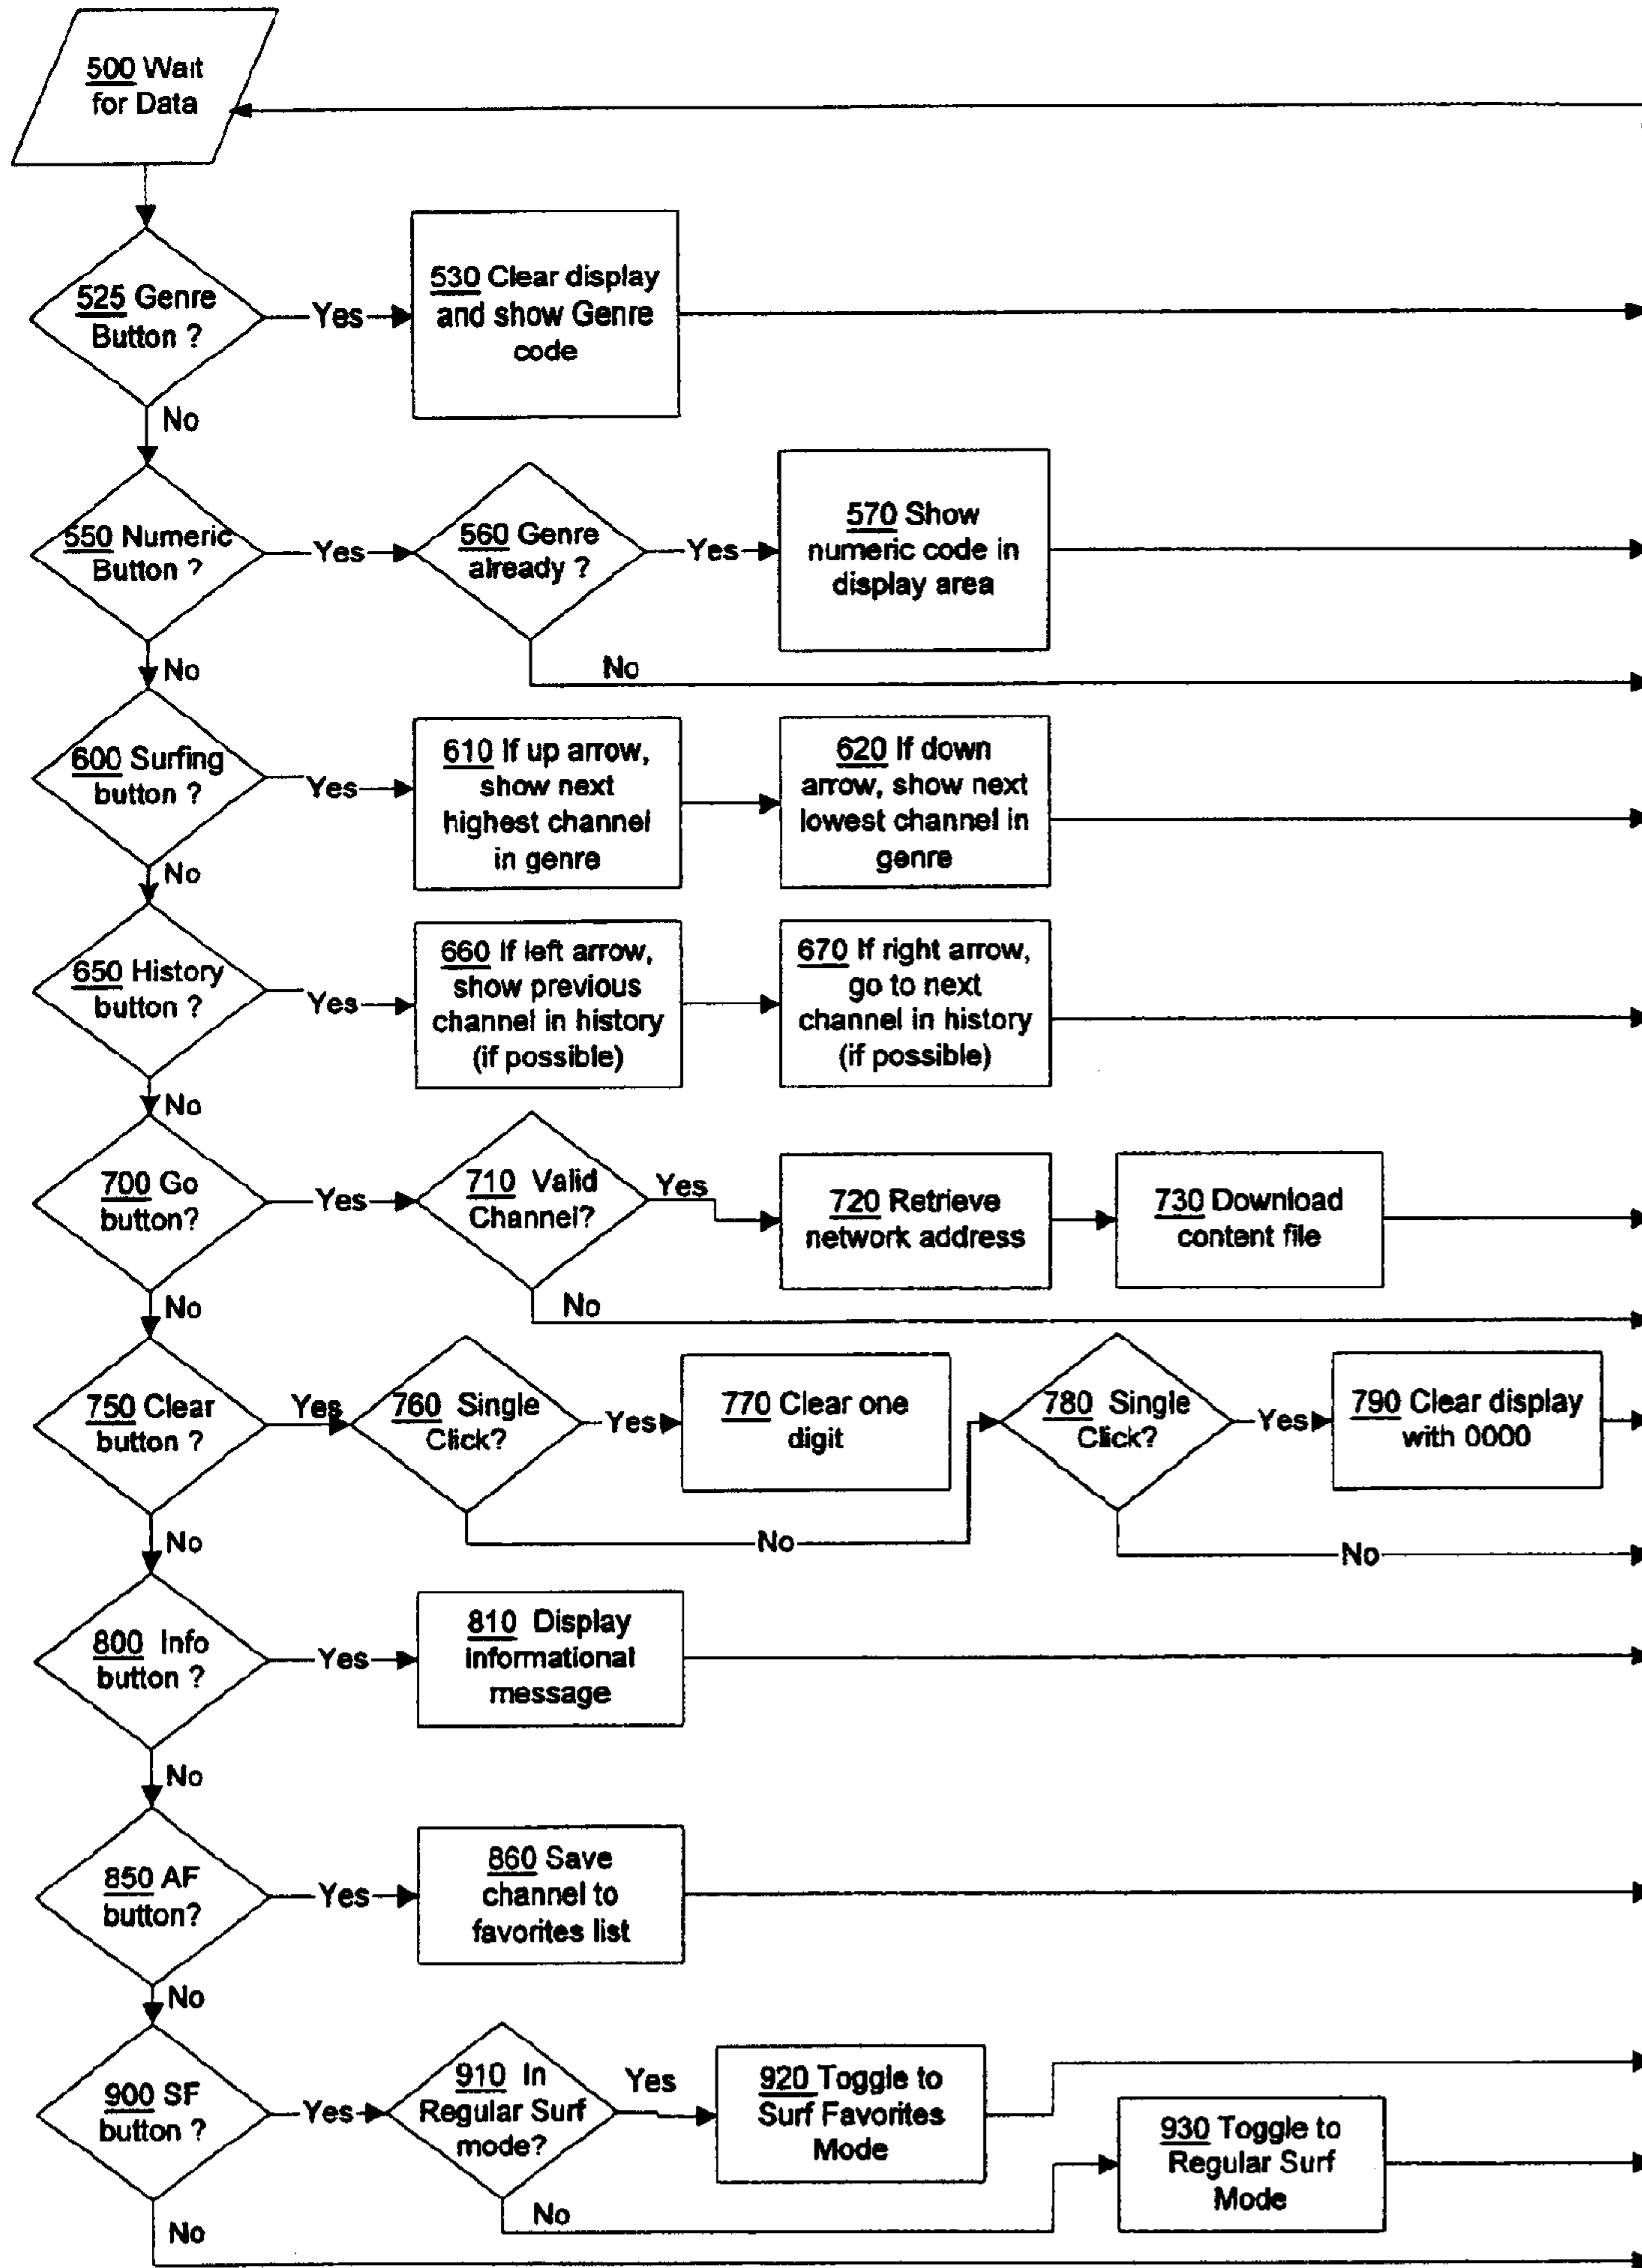 500 Wait
for Data
525 Genre
Button ?
Yes
530 Clear display
and show Genre
code
No
550 Numeric
Button ?
Yes
560 Genre
already ?
Yes
570 Show
numeric code in
display area
No
No
600 Surfing
button ?
Yes
610 If up arrow,
show next
highest channel
in genre
620 If down
arrow, show next
lowest channel in
genre
No
650 History
button ?
Yes
660 If left arrow,
show previous
channel in history
(if possible)
670 If right arrow,
go to next
channel in history
(if possible)
No
700 Go
button?
Yes
710 Valid
Channel?
Yes
720 Retrieve
network address
730 Download
content file
No
No
750 Clear
button ?
Yes
760 Single
Click?
Yes
770 Clear one
digit
780 Single
Click?
Yes
790 Clear display
with 0000
No
No
No
800 Info
button ?
Yes
810 Display
informational
message
No
850 AF
button?
Yes
860 Save
channel to
favorites list
No
900 SF
button ?
Yes
910 In
Regular Surf
mode?
Yes
920 Toggle to
Surf Favorites
Mode
930 Toggle to
Regular Surf
Mode
No
No